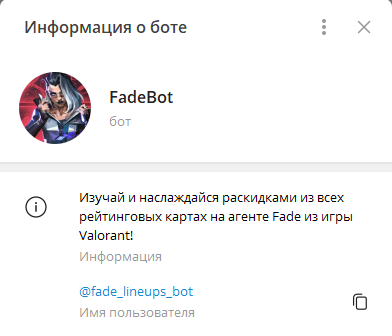 Информация о боте
FadeBot
бот
Изучай и наслаждайся раскидками из всех
рейтинговых картах на агенте Fade из игры
Valorant!
Информация
@fade_lineups_bot
Имя пользователя